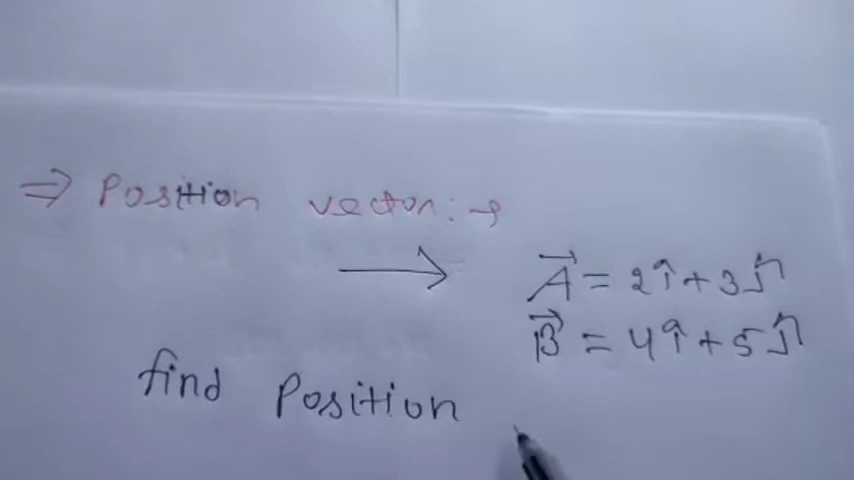 ⇒ Position vector:→
→ A⃗ = 2î + 3ĵ
B⃗ = 4î + 5ĵ
find Position